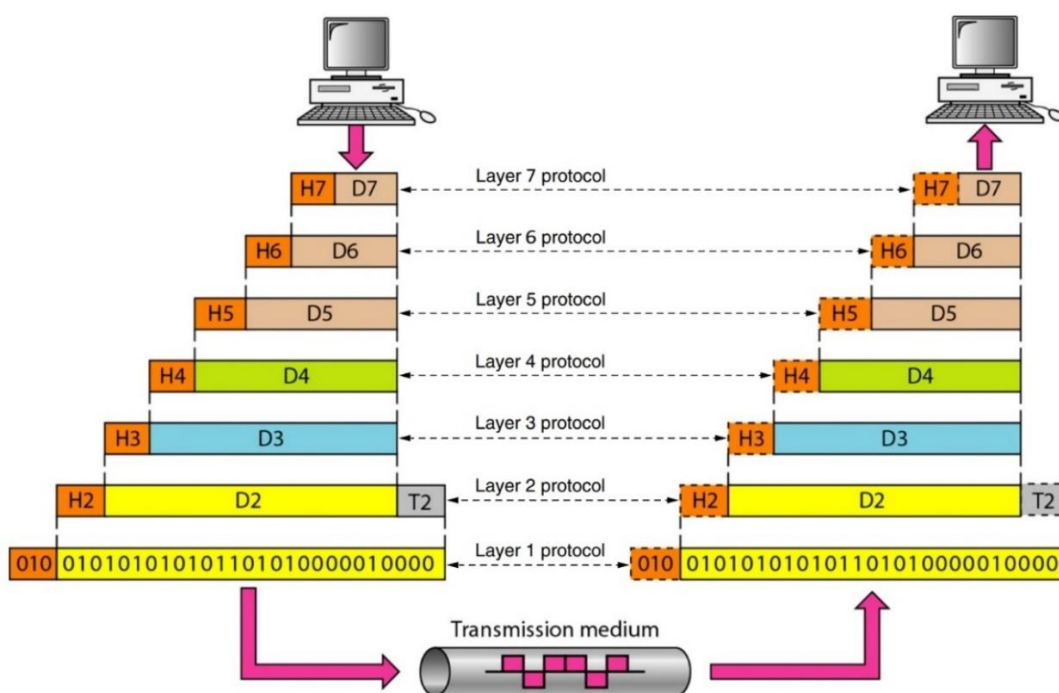 H7 D7 Layer 7 protocol H7 D7
H6 D6 Layer 6 protocol H6 D6
H5 D5 Layer 5 protocol H5 D5
H4 D4 Layer 4 protocol H4 D4
H3 D3 Layer 3 protocol H3 D3
H2 D2 T2 Layer 2 protocol H2 D2 T2
010 010101010101101010000010000 Layer 1 protocol 010 010101010101101010000010000
Transmission medium